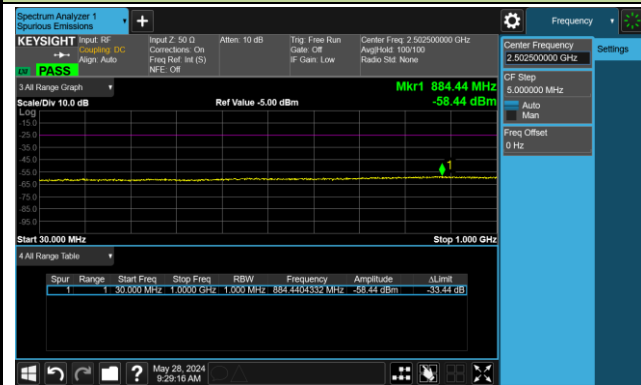 Spectrum Analyzer 1
Spurious Emissions
Frequency
KEYSIGHT
Input: RF
Coupling: DC
Align: Auto
Input Z: 50 Ω
Corrections: On
Freq Ref: Int (S)
NFE: Off
Atten: 10 dB
Trig: Free Run
Gate: Off
IF Gain: Low
Center Freq: 2.502500000 GHz
Avg|Hold: 100/100
Radio Std: None
PASS
Center Frequency
2.502500000 GHz
Settings
CF Step
5.000000 MHz
Auto
Man
Freq Offset
0 Hz
3 All Range Graph
Mkr1 884.44 MHz
Scale/Div 10.0 dB
Ref Value -5.00 dBm
-58.44 dBm
Log
-15.0
-25.0
-35.0
-45.0
-55.0
-65.0
-75.0
-85.0
-95.0
1
Start 30.000 MHz
Stop 1.000 GHz
4 All Range Table
Spur Range Start Freq Stop Freq RBW Frequency Amplitude ΔLimit
1 1 30.000 MHz 1.0000 GHz 1.000 MHz 884.4404332 MHz -58.44 dBm -33.44 dB
?
May 28, 2024
9:29:16 AM